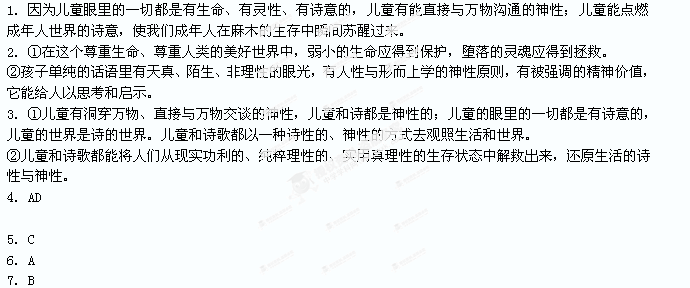 1. 因为儿童眼里的一切都是有生命、有灵性、有诗意的，儿童有能直接与万物沟通的神性；儿童能点燃
成年人世界的诗意，使我们成年人在麻木的生存中瞬间苏醒过来。
2. ①在这个尊重生命、尊重人类的美好世界中，弱小的生命应得到保护，堕落的灵魂应得到拯救。
②孩子单纯的话语里有天真、陌生、非理性的眼光，有人性与形而上学的神性原则，有被强调的精神价值，
它能给人以思考和启示。
3. ①儿童有洞穿万物、直接与万物交谈的神性，儿童和诗都是神性的；儿童的眼里的一切都是有诗意的，
儿童的世界是诗的世界。儿童和诗歌都以一种诗性的、神性的方式去观照生活和世界。
②儿童和诗歌都能将人们从现实功利的、纯粹理性的、实用真理性的生存状态中解救出来，还原生活的诗
性与神性。
4. AD
5. C
6. A
7. B